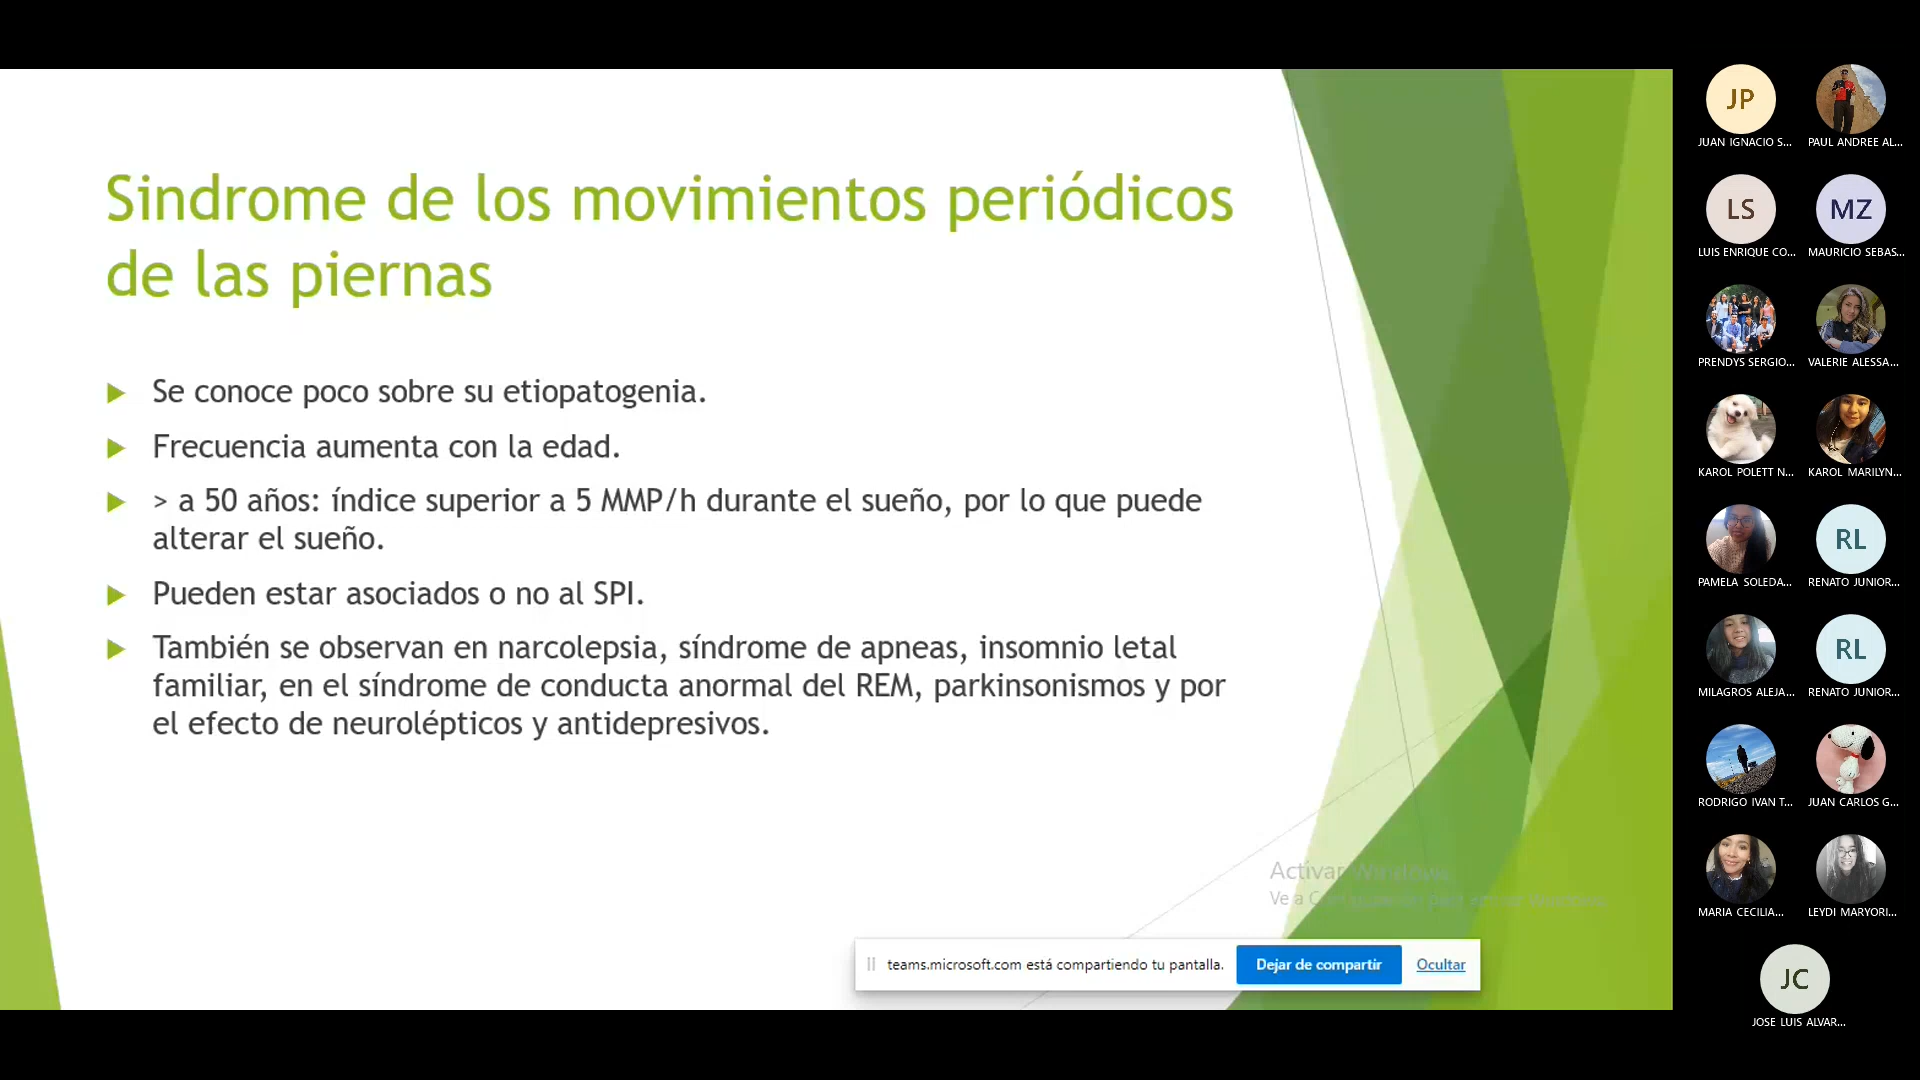 Sindrome de los movimientos periódicos
de las piernas
Se conoce poco sobre su etiopatogenia.
Frecuencia aumenta con la edad.
> a 50 años: índice superior a 5 MMP/h durante el sueño, por lo que puede
alterar el sueño.
Pueden estar asociados o no al SPI.
También se observan en narcolepsia, síndrome de apneas, insomnio letal
familiar, en el síndrome de conducta anormal del REM, parkinsonismos y por
el efecto de neurolépticos y antidepresivos.
Activar Windows
Ve a
teams.microsoft.com está compartiendo tu pantalla.
Dejar de compartir
Ocultar
JP
JUAN IGNACIO S...
PAUL ANDREE AL...
LS
LUIS ENRIQUE CO...
MZ
MAURICIO SEBAS...
PRENDYS SERGIO...
VALERIE ALESSA...
KAROL POLETT N...
KAROL MARILYN...
PAMELA SOLEDA...
RL
RENATO JUNIOR...
MILAGROS ALEJA...
RL
RENATO JUNIOR...
RODRIGO IVAN T...
JUAN CARLOS G...
MARIA CECILIA...
LEYDI MARYORI...
JC
JOSE LUIS ALVAR...